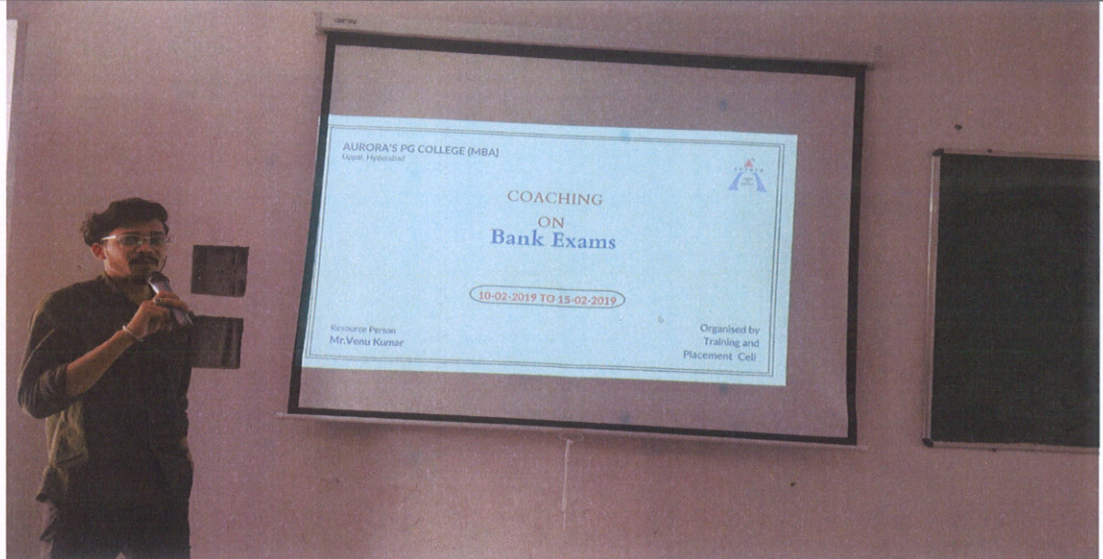 AURORA'S PG COLLEGE (MBA)
Uppal, Hyderabad
COACHING
ON
Bank Exams
10-02-2019 TO 15-02-2019
Resource Person
Mr.Venu Kumar
Organised by
Training and
Placement Cell